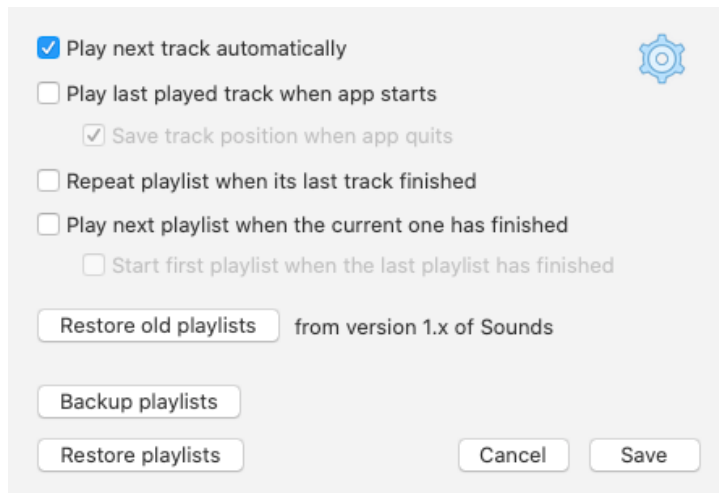 Play next track automatically
Play last played track when app starts
Save track position when app quits
Repeat playlist when its last track finished
Play next playlist when the current one has finished
Start first playlist when the last playlist has finished
Restore old playlists from version 1.x of Sounds
Backup playlists
Restore playlists Cancel Save